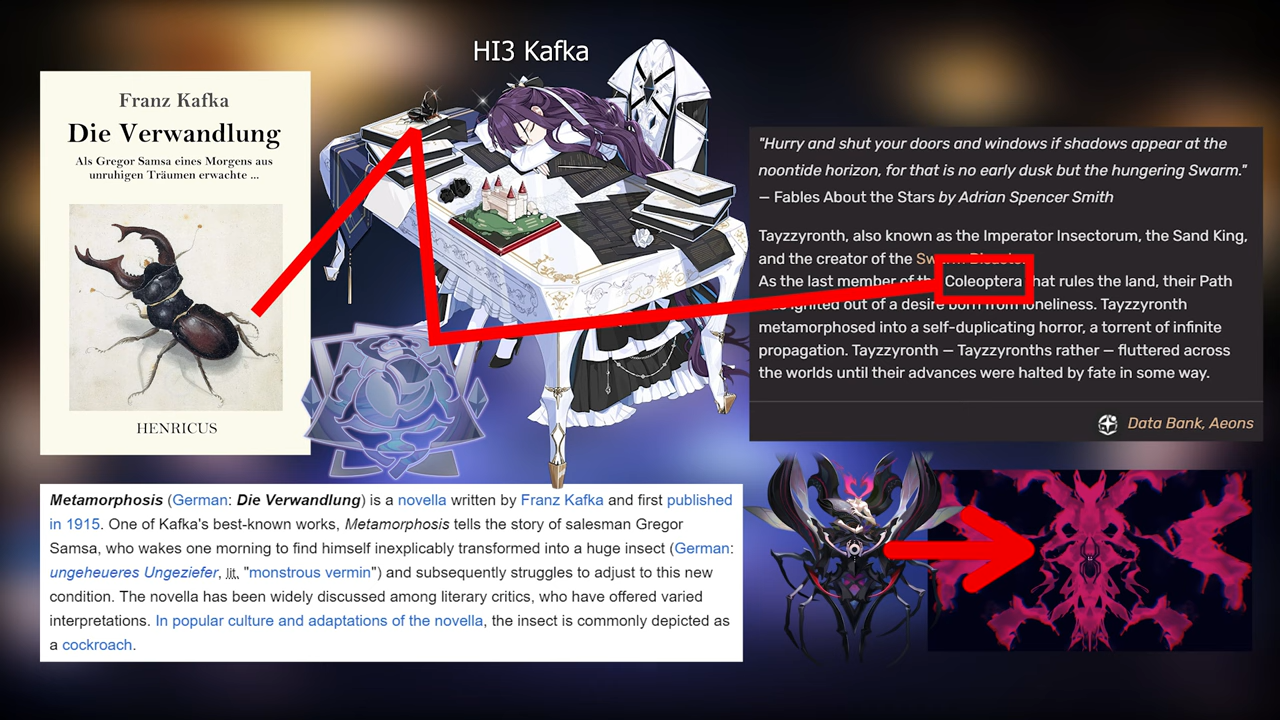 HI3 Kafka
Franz Kafka
Die Verwandlung
Als Gregor Samsa eines Morgens aus
unruhigen Träumen erwachte ...
HENRICUS
"Hurry and shut your doors and windows if shadows appear at the
noontide horizon, for that is no early dusk but the hungering Swarm."
— Fables About the Stars by Adrian Spencer Smith
Tayzzyronth, also known as the Imperator Insectorum, the Sand King,
and the creator of the Swarm Disaster
As the last member of the Coleoptera that rules the land, their Path
was ignited out of a desire born from loneliness. Tayzzyronth
metamorphosed into a self-duplicating horror, a torrent of infinite
propagation. Tayzzyronth — Tayzzyronths rather — fluttered across
the worlds until their advances were halted by fate in some way.
Data Bank, Aeons
Metamorphosis (German: Die Verwandlung) is a novella written by Franz Kafka and first published
in 1915. One of Kafka's best-known works, Metamorphosis tells the story of salesman Gregor
Samsa, who wakes one morning to find himself inexplicably transformed into a huge insect (German:
ungeheueres Ungeziefer, lit. "monstrous vermin") and subsequently struggles to adjust to this new
condition. The novella has been widely discussed among literary critics, who have offered varied
interpretations. In popular culture and adaptations of the novella, the insect is commonly depicted as
a cockroach.